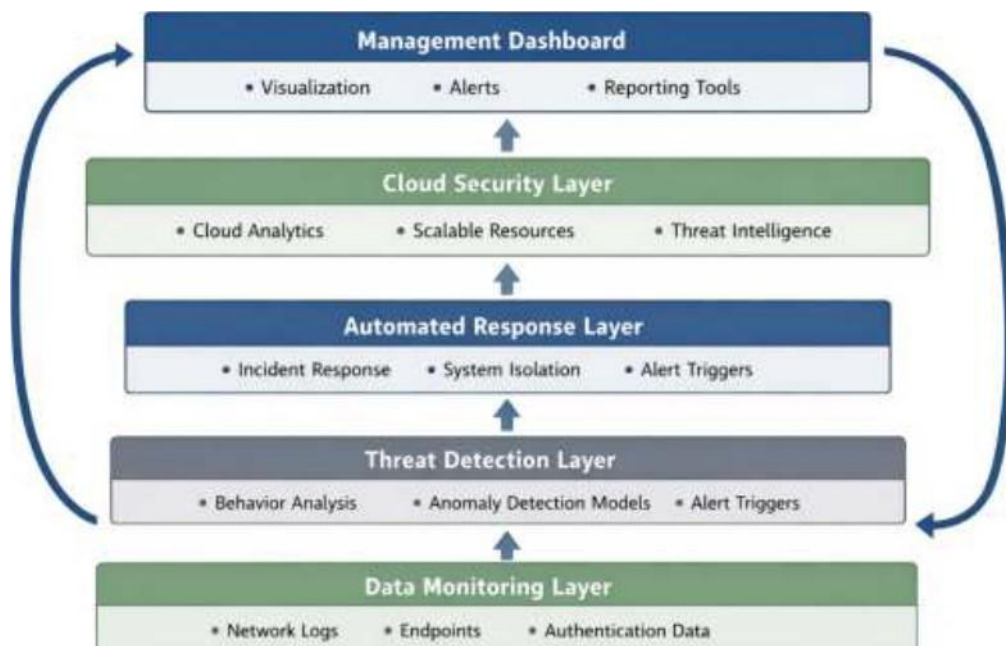 Management Dashboard
• Visualization • Alerts • Reporting Tools
Cloud Security Layer
• Cloud Analytics • Scalable Resources • Threat Intelligence
Automated Response Layer
• Incident Response • System Isolation • Alert Triggers
Threat Detection Layer
• Behavior Analysis • Anomaly Detection Models • Alert Triggers
Data Monitoring Layer
• Network Logs • Endpoints • Authentication Data